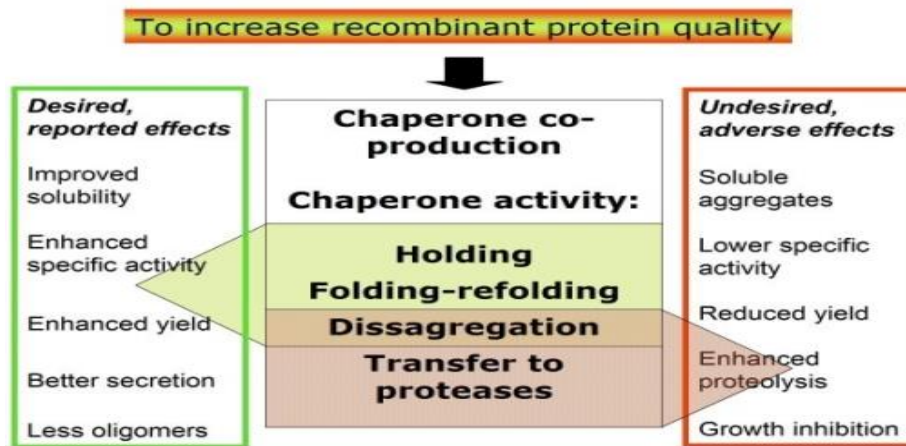 To increase recombinant protein quality
Desired,
reported effects
Improved
solubility
Enhanced
specific activity
Enhanced yield
Better secretion
Less oligomers
Chaperone co-
production
Chaperone activity:
Holding
Folding-refolding
Dissagregation
Transfer to
proteases
Undesired,
adverse effects
Soluble
aggregates
Lower specific
activity
Reduced yield
Enhanced
proteolysis
Growth inhibition